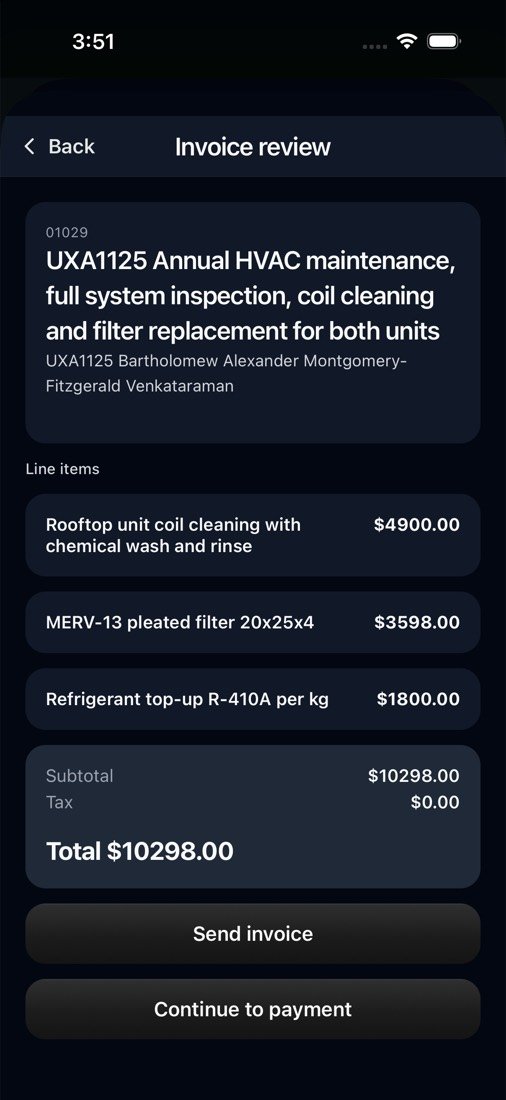 3:51
Back
Invoice review
01029
UXA1125 Annual HVAC maintenance,
full system inspection, coil cleaning
and filter replacement for both units
UXA1125 Bartholomew Alexander Montgomery-
Fitzgerald Venkataraman
Line items
Rooftop unit coil cleaning with $4900.00
chemical wash and rinse
MERV-13 pleated filter 20x25x4 $3598.00
Refrigerant top-up R-410A per kg $1800.00
Subtotal $10298.00
Tax $0.00
Total $10298.00
Send invoice
Continue to payment